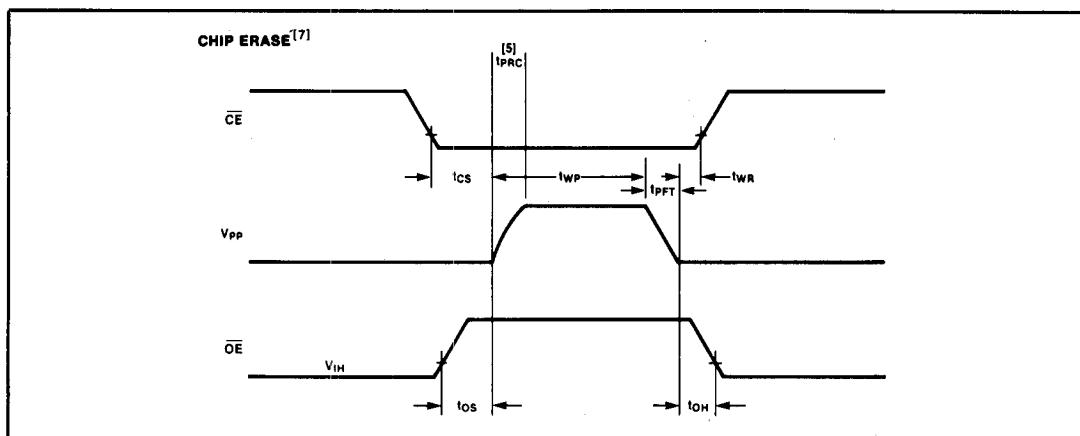 CHIP ERASE [7]
[5]
tPRC
CE
tCS
tWP
tPFT
tWR
VPP
OE
VIH
tOS
tOH